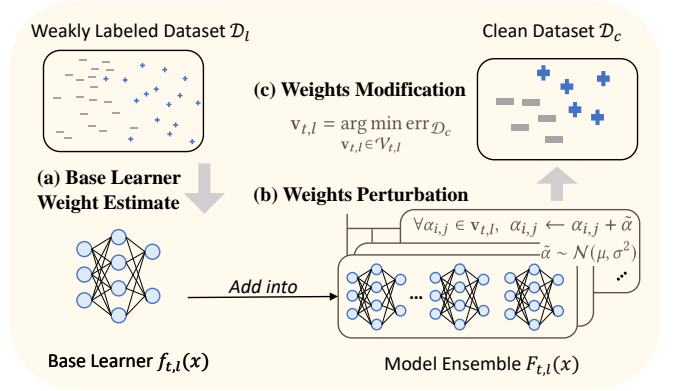 Weakly Labeled Dataset 𝒟_l
Clean Dataset 𝒟_c
(c) Weights Modification
v_{t,l} = arg min err_{𝒟_c}
v_{t,l}∈𝒱_{t,l}
(a) Base Learner
Weight Estimate
(b) Weights Perturbation
∀α_{i,j} ∈ v_{t,l}, α_{i,j} ← α_{i,j} + α̃
α̃ ~ 𝒩(μ, σ²)
...
Add into
...
Base Learner f_{t,l}(x)
Model Ensemble F_{t,l}(x)